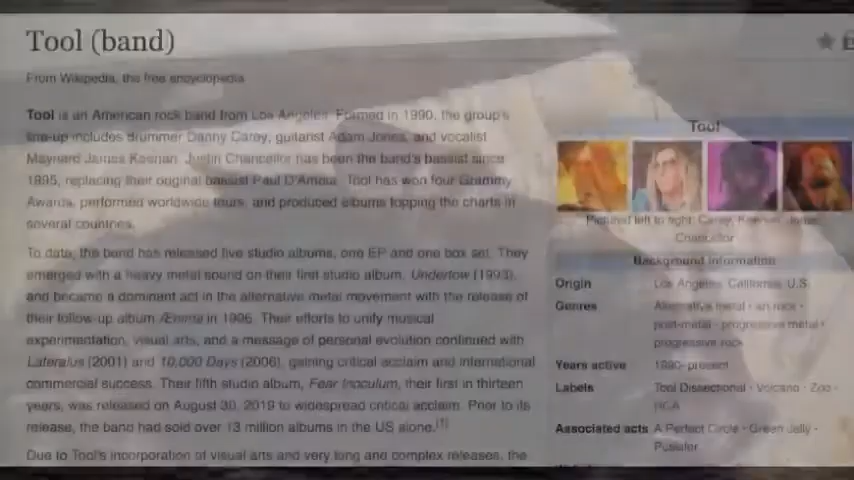 Tool (band)
From Wikipedia, the free encyclopedia
Tool is an American rock band from Los Angeles. Formed in 1990, the group's
line-up includes drummer Danny Carey, guitarist Adam Jones, and vocalist
Maynard James Keenan. Justin Chancellor has been the band's bassist since
1995, replacing their original bassist Paul D'Amour. Tool has won four Grammy
Awards, performed worldwide tours, and produced albums topping the charts in
several countries.
To date, the band has released five studio albums, one EP and one box set. They
emerged with a heavy metal sound on their first studio album, Undertow (1993),
and became a dominant act in the alternative metal movement with the release of
their follow-up album Ænima in 1996. Their efforts to unify musical
experimentation, visual arts, and a message of personal evolution continued with
Lateralus (2001) and 10,000 Days (2006), gaining critical acclaim and international
commercial success. Their fifth studio album, Fear Inoculum, their first in thirteen
years, was released on August 30, 2019 to widespread critical acclaim. Prior to its
release, the band had sold over 13 million albums in the US alone.[1]
Due to Tool's incorporation of visual arts and very long and complex releases, the
Tool
Pictured left to right: Carey, Keenan, Jones,
Chancellor
Background information
Origin Los Angeles, California, U.S.
Genres Alternative metal · art rock ·
post-metal · progressive metal ·
progressive rock
Years active 1990–present
Labels Tool Dissectional · Volcano · Zoo ·
RCA
Associated acts A Perfect Circle · Green Jellÿ ·
Puscifer